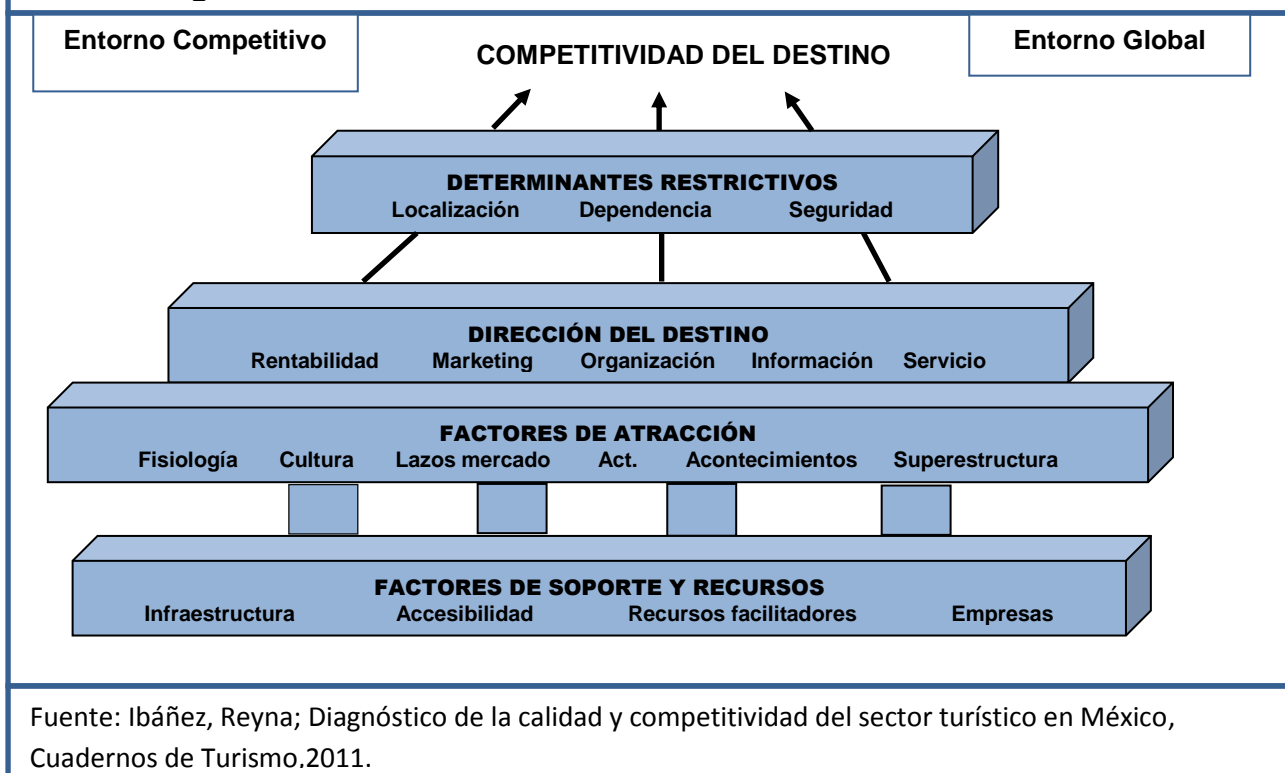 Entorno Competitivo
COMPETITIVIDAD DEL DESTINO
Entorno Global
DETERMINANTES RESTRICTIVOS
Localización Dependencia Seguridad
DIRECCIÓN DEL DESTINO
Rentabilidad Marketing Organización Información Servicio
FACTORES DE ATRACCIÓN
Fisiología Cultura Lazos mercado Act. Acontecimientos Superestructura
FACTORES DE SOPORTE Y RECURSOS
Infraestructura Accesibilidad Recursos facilitadores Empresas
Fuente: Ibáñez, Reyna; Diagnóstico de la calidad y competitividad del sector turístico en México,
Cuadernos de Turismo,2011.